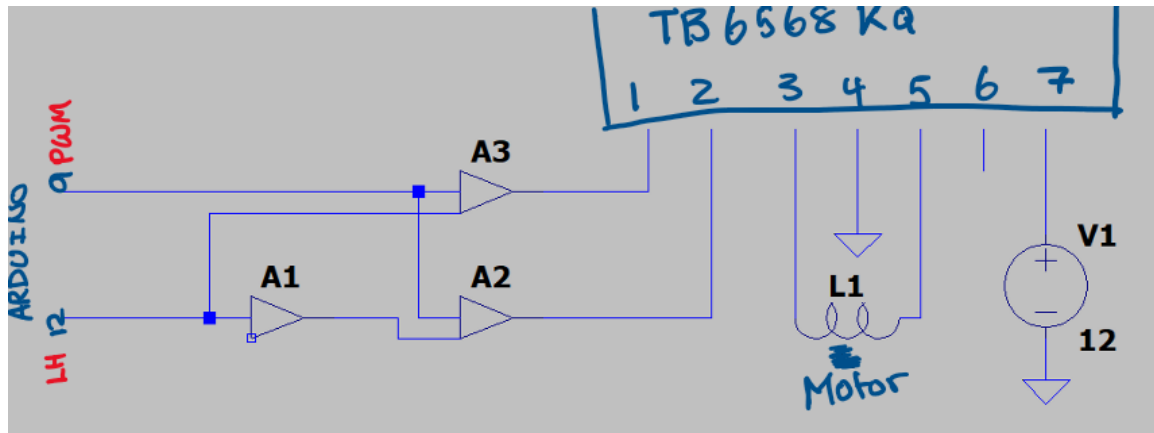 TB6568KQ
1 2 3 4 5 6 7
ARDUINO
9 PWM
A3
A1
A2
12
LH
L1
Motor
V1
12